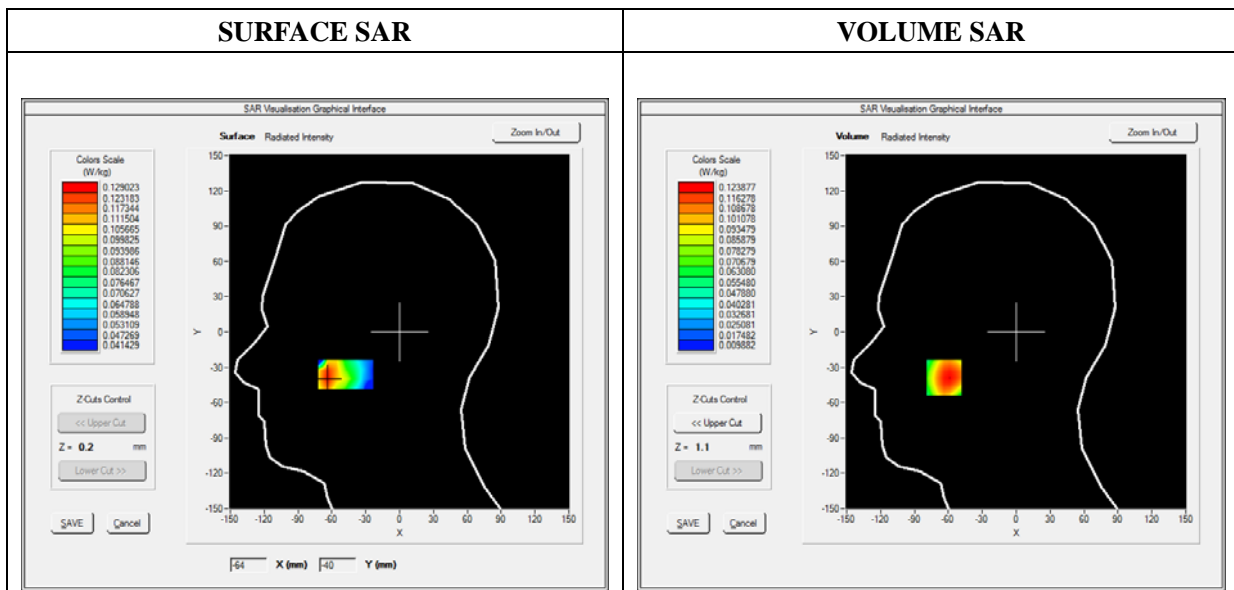 SURFACE SAR
VOLUME SAR
SAR Visualisation Graphical Interface
Surface Radiated Intensity
Zoom In/Out
Colors Scale
(W/kg)
0.129023
0.123183
0.117344
0.111504
0.105665
0.099825
0.093986
0.088146
0.082306
0.076467
0.070627
0.064788
0.058948
0.053109
0.047269
0.041429
150
120
90
60
30
0
-30
-60
-90
-120
-150
Y
-150 -120 -90 -60 -30 0 30 60 90 120 150
X
Z-Cuts Control
<< Upper Cut
Z = 0.2 mm
Lower Cut >>
SAVE Cancel
-64 X (mm) -40 Y (mm)
SAR Visualisation Graphical Interface
Volume Radiated Intensity
Zoom In/Out
Colors Scale
(W/kg)
0.123877
0.116278
0.108678
0.101078
0.093479
0.085879
0.078279
0.070679
0.063080
0.055480
0.047880
0.040281
0.032681
0.025081
0.017482
0.009882
150
120
90
60
30
0
-30
-60
-90
-120
-150
Y
-150 -120 -90 -60 -30 0 30 60 90 120 150
X
Z-Cuts Control
<< Upper Cut
Z = 1.1 mm
Lower Cut >>
SAVE Cancel